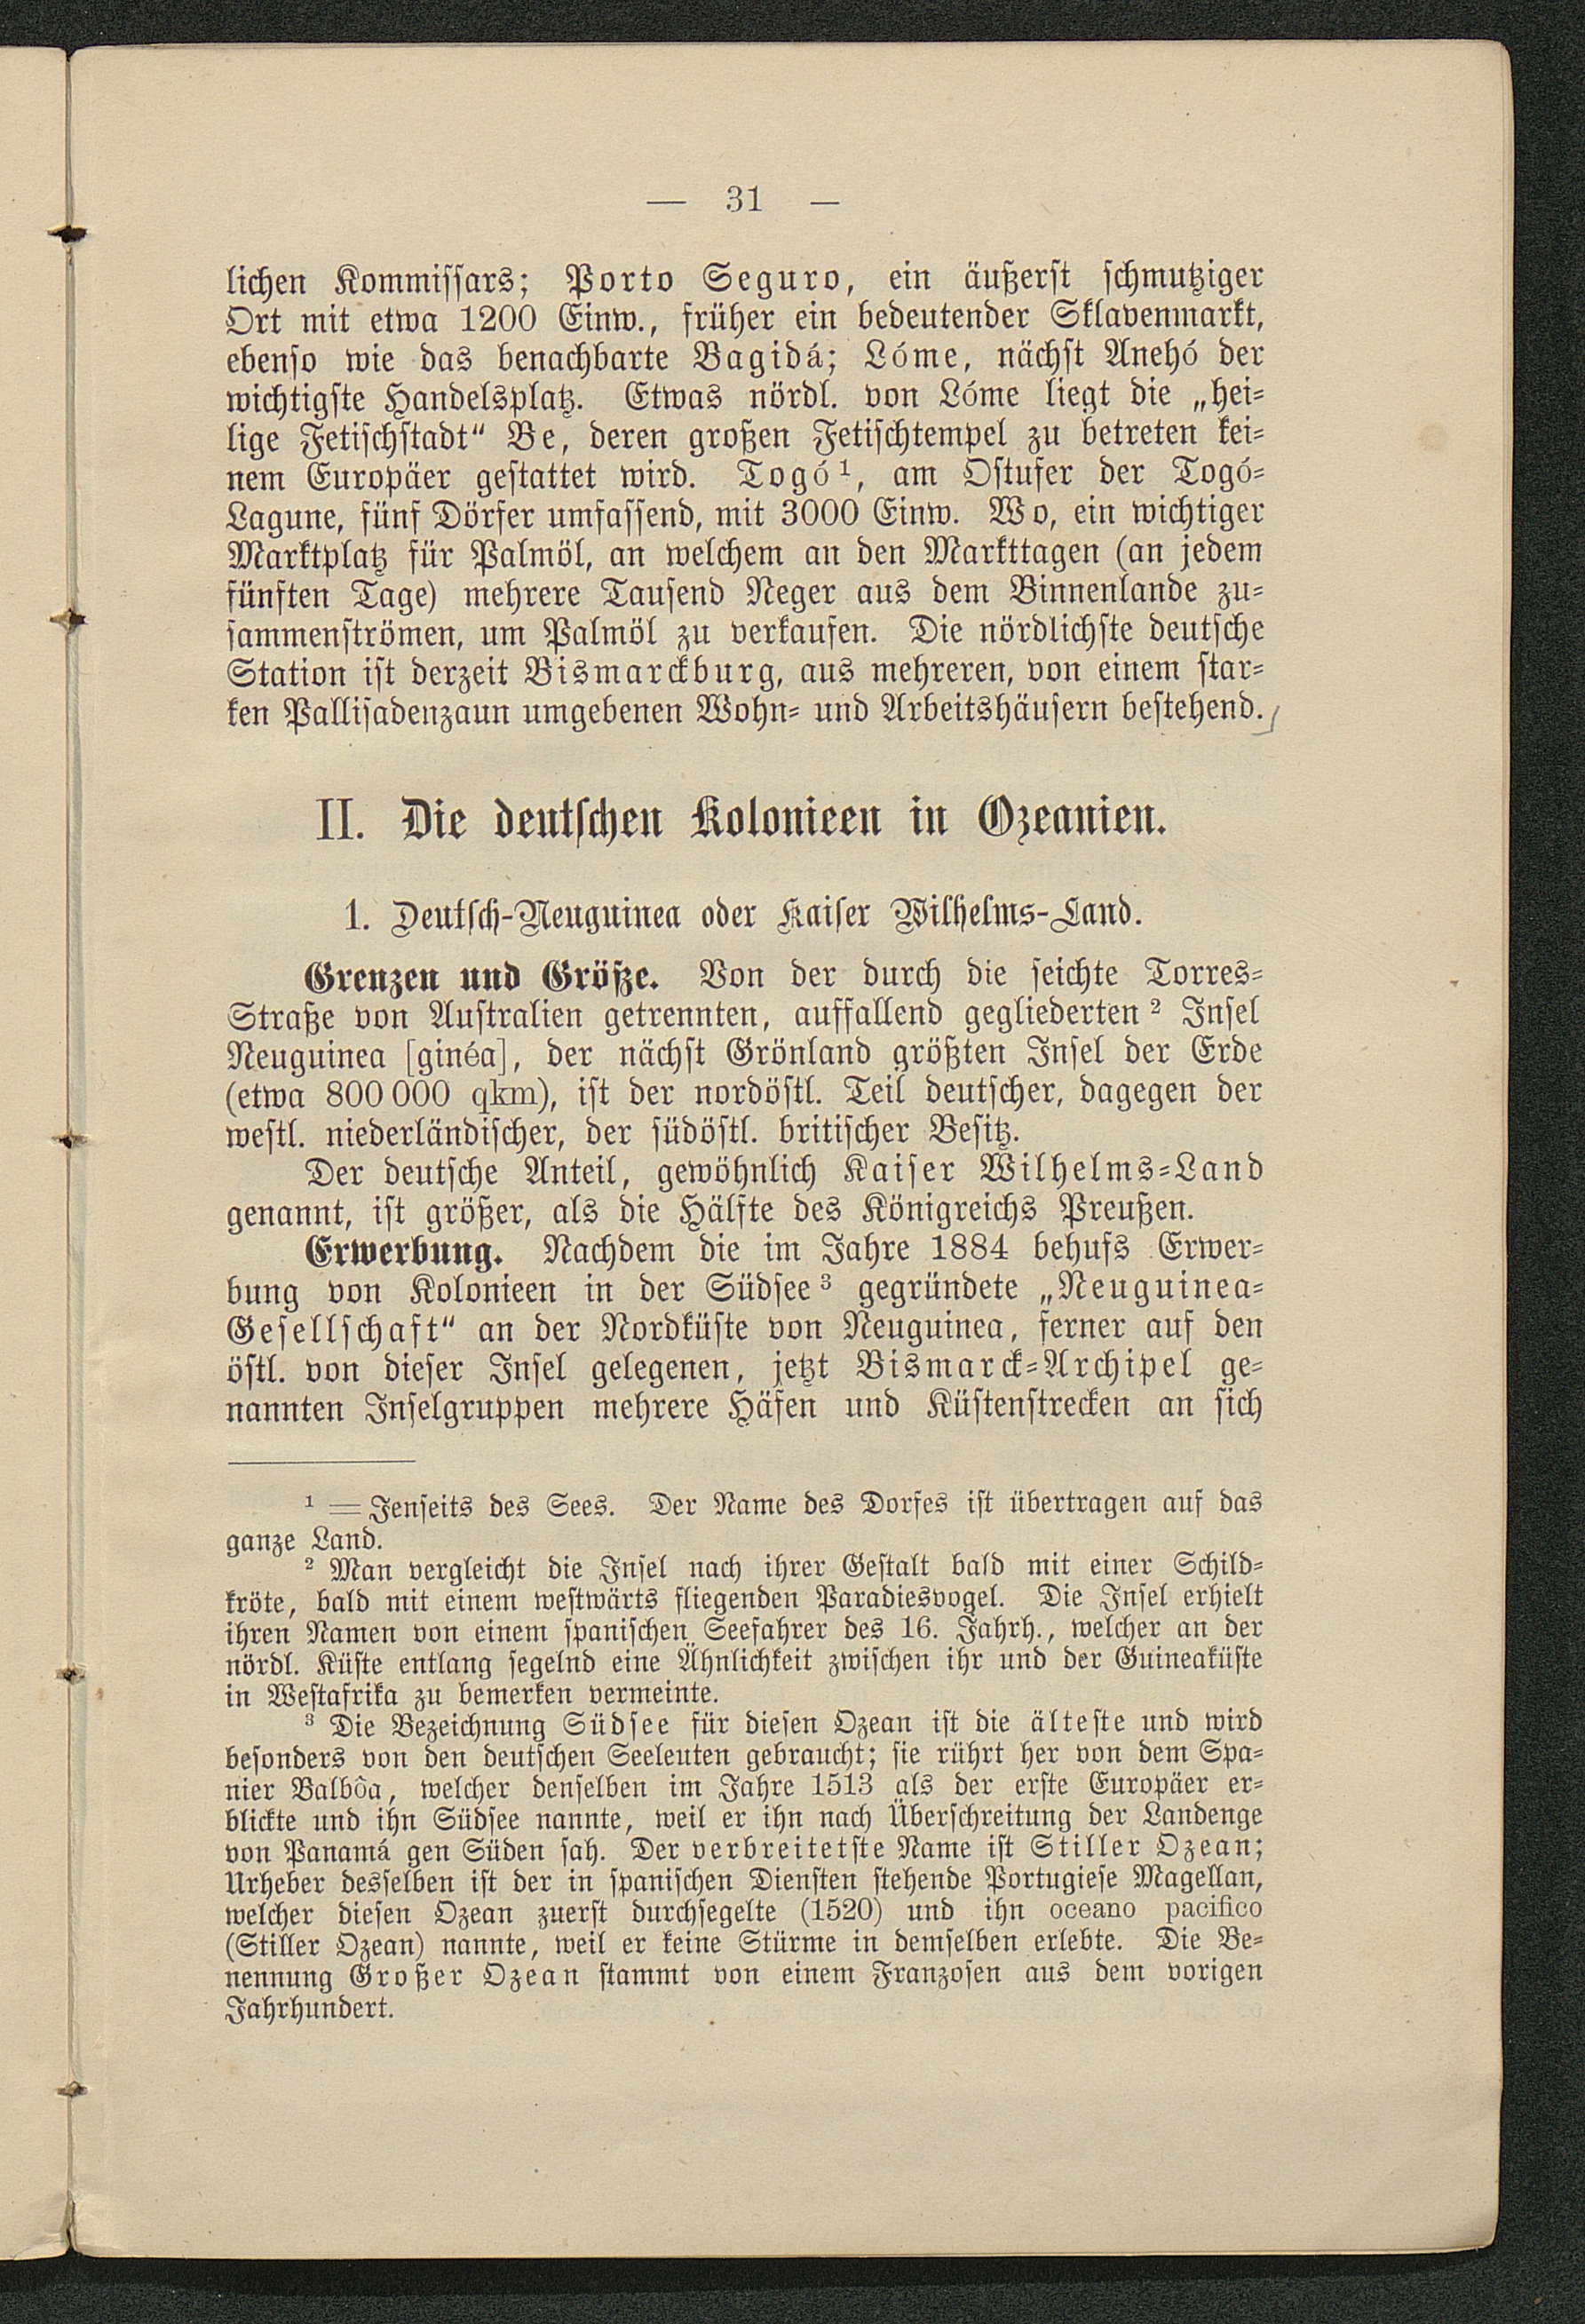 — 31 —
lichen Kommissars; Porto Seguro, ein äußerst schmutziger
Ort mit etwa 1200 Einw., früher ein bedeutender Sklavenmarkt,
ebenso wie das benachbarte Bagidá; Lóme, nächst Anehó der
wichtigste Handelsplatz. Etwas nördl. von Lóme liegt die „hei-
lige Fetischstadt“ Be, deren großen Fetischtempel zu betreten kei-
nem Europäer gestattet wird. Togó¹, am Ostufer der Togó-
Lagune, fünf Dörfer umfassend, mit 3000 Einw. Wo, ein wichtiger
Marktplatz für Palmöl, an welchem an den Markttagen (an jedem
fünften Tage) mehrere Tausend Neger aus dem Binnenlande zu-
sammenströmen, um Palmöl zu verkaufen. Die nördlichste deutsche
Station ist derzeit Bismarckburg, aus mehreren, von einem star-
ken Pallisadenzaun umgebenen Wohn- und Arbeitshäusern bestehend.
II. Die deutschen Kolonieen in Ozeanien.
1. Deutsch-Neuguinea oder Kaiser Wilhelms-Land.
Grenzen und Größe. Von der durch die seichte Torres-
Straße von Australien getrennten, auffallend gegliederten² Insel
Neuguinea [ginéa], der nächst Grönland größten Insel der Erde
(etwa 800 000 qkm), ist der nordöstl. Teil deutscher, dagegen der
westl. niederländischer, der südöstl. britischer Besitz.
Der deutsche Anteil, gewöhnlich Kaiser Wilhelms-Land
genannt, ist größer, als die Hälfte des Königreichs Preußen.
Erwerbung. Nachdem die im Jahre 1884 behufs Erwer-
bung von Kolonieen in der Südsee³ gegründete „Neuguinea-
Gesellschaft“ an der Nordküste von Neuguinea, ferner auf den
östl. von dieser Insel gelegenen, jetzt Bismarck-Archipel ge-
nannten Inselgruppen mehrere Häfen und Küstenstrecken an sich
¹ = Jenseits des Sees. Der Name des Dorfes ist übertragen auf das
ganze Land.
² Man vergleicht die Insel nach ihrer Gestalt bald mit einer Schild-
kröte, bald mit einem westwärts fliegenden Paradiesvogel. Die Insel erhielt
ihren Namen von einem spanischen Seefahrer des 16. Jahrh., welcher an der
nördl. Küste entlang segelnd eine Ähnlichkeit zwischen ihr und der Guineaküste
in Westafrika zu bemerken vermeinte.
³ Die Bezeichnung Südsee für diesen Ozean ist die älteste und wird
besonders von den deutschen Seeleuten gebraucht; sie rührt her von dem Spa-
nier Balbôa, welcher denselben im Jahre 1513 als der erste Europäer er-
blickte und ihn Südsee nannte, weil er ihn nach Überschreitung der Landenge
von Panamá gen Süden sah. Der verbreitetste Name ist Stiller Ozean;
Urheber desselben ist der in spanischen Diensten stehende Portugiese Magellan,
welcher diesen Ozean zuerst durchsegelte (1520) und ihn oceano pacifico
(Stiller Ozean) nannte, weil er keine Stürme in demselben erlebte. Die Be-
nennung Großer Ozean stammt von einem Franzosen aus dem vorigen
Jahrhundert.